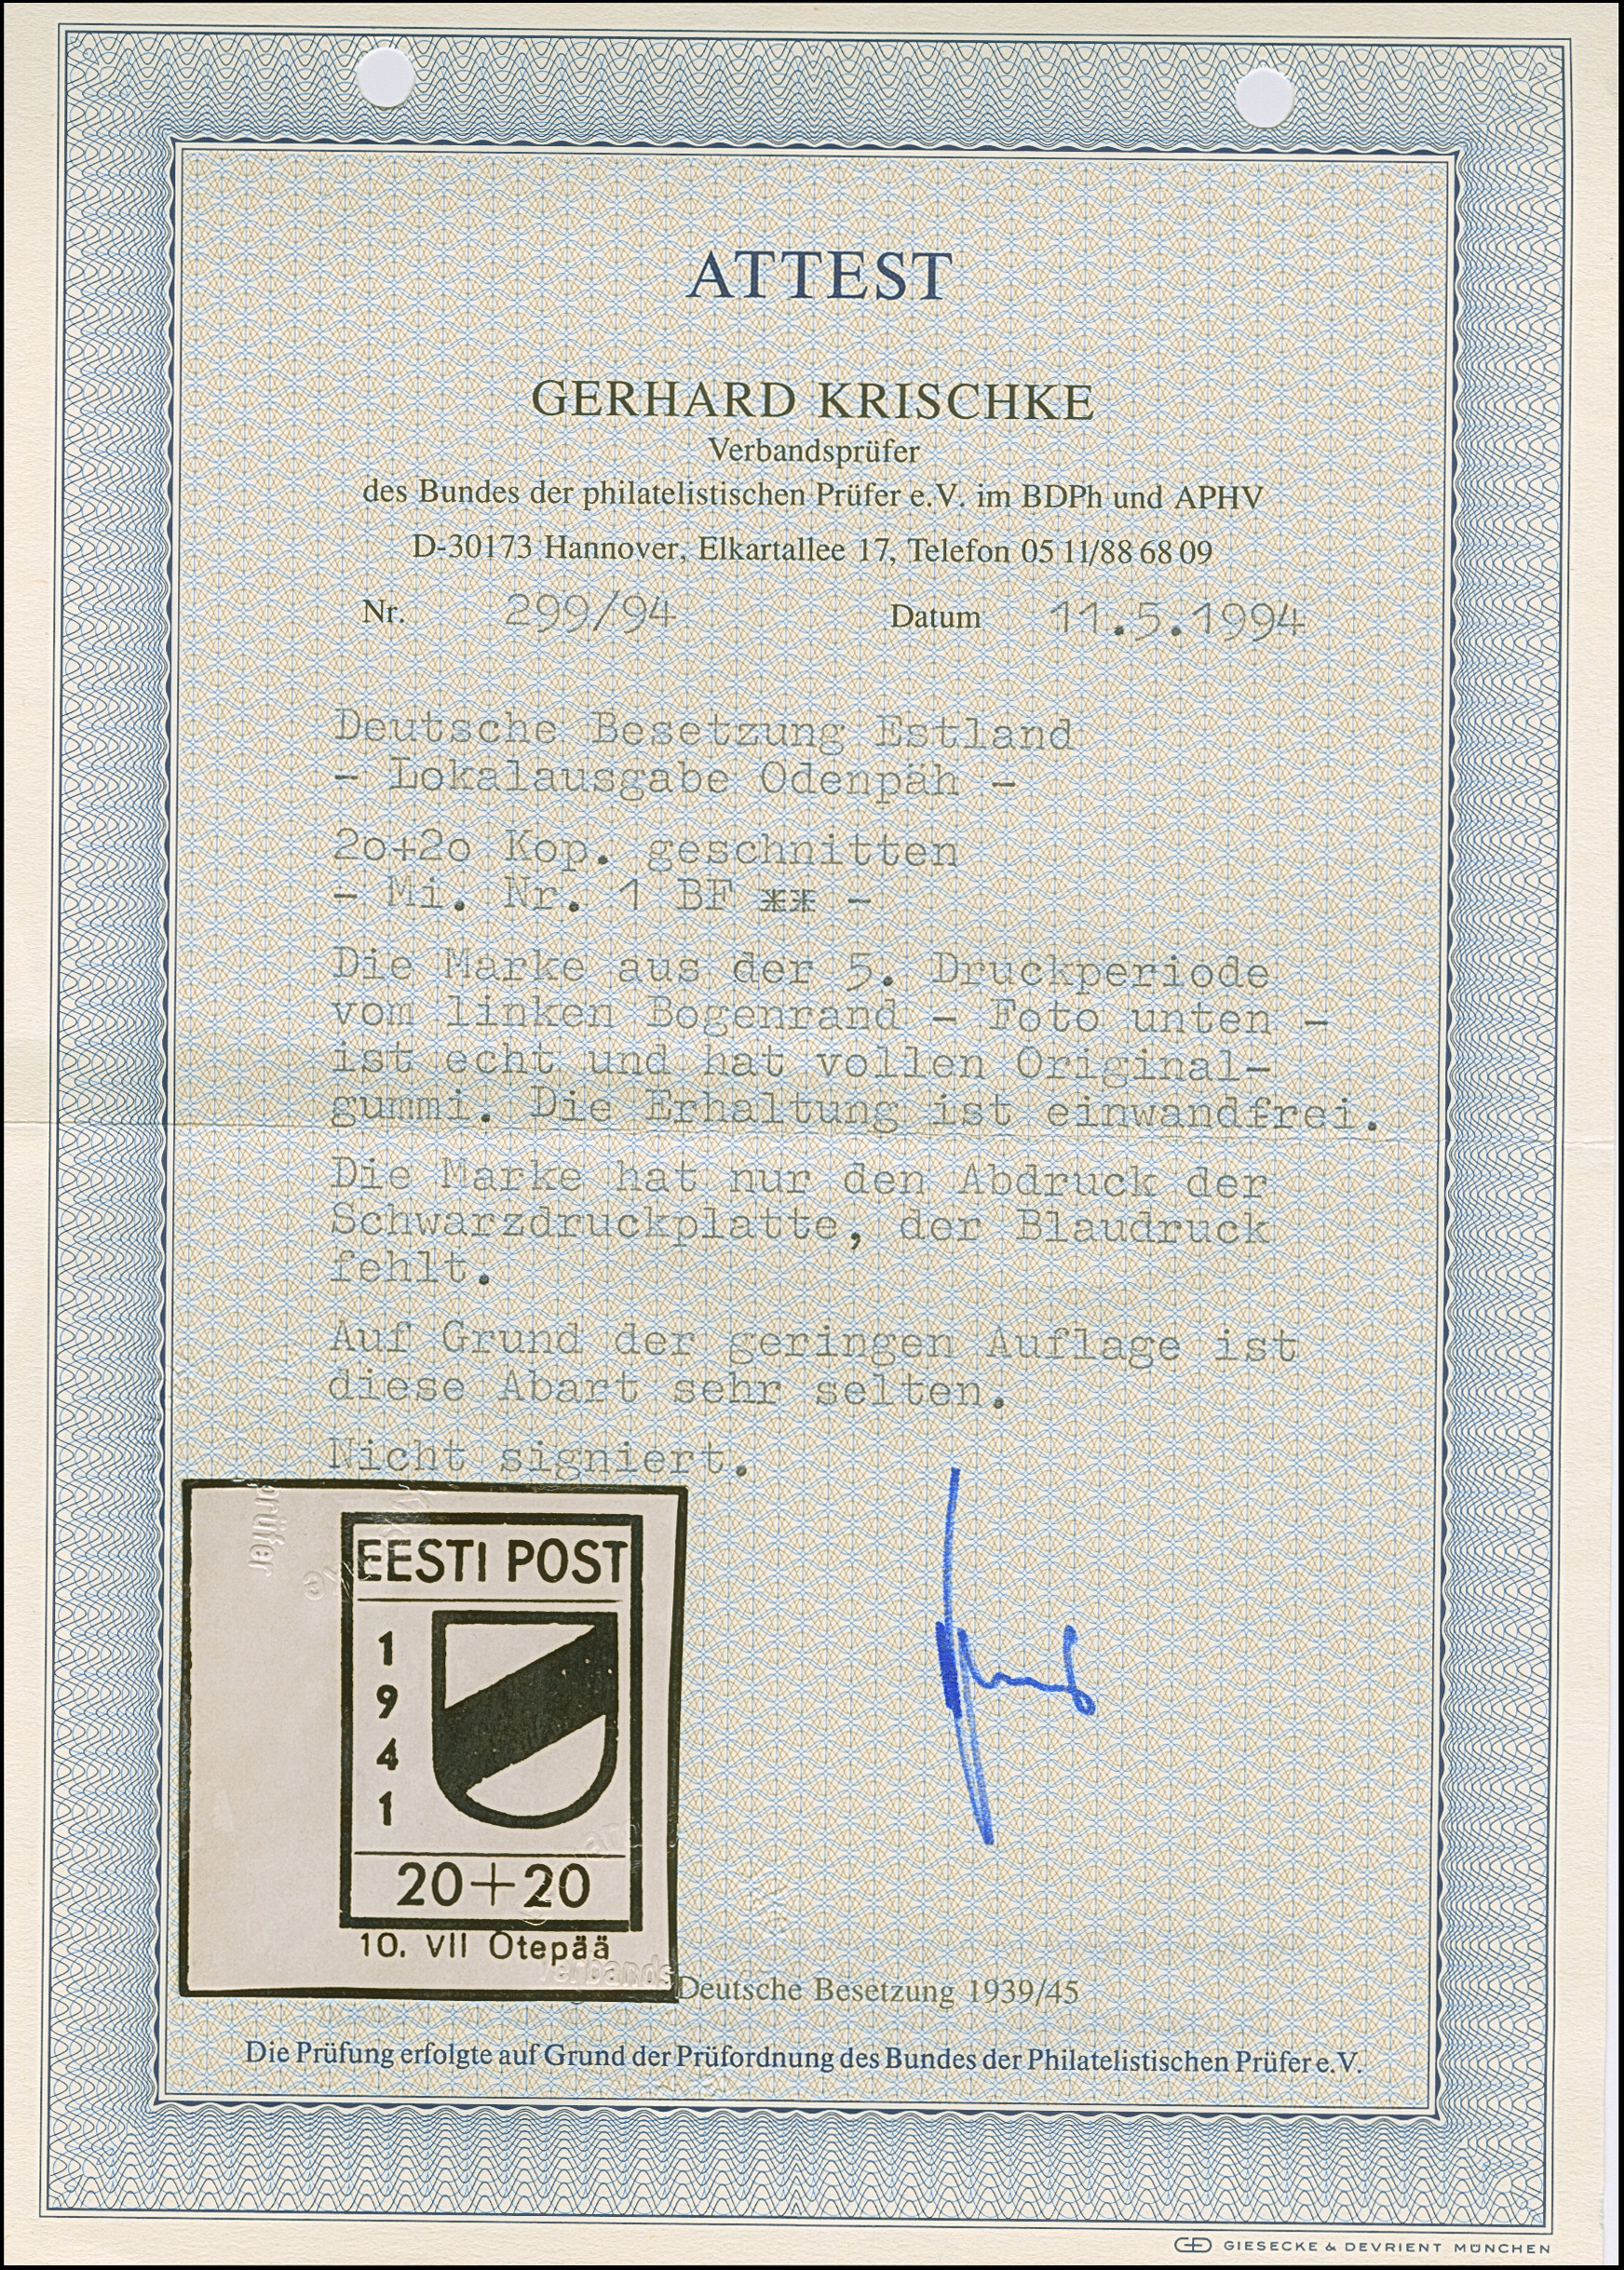 ATTEST
GERHARD KRISCHKE
Verbandsprüfer
des Bundes der philatelistischen Prüfer e.V. im BDPh und APHV
D-30173 Hannover, Elkartallee 17, Telefon 05 11/88 68 09
Nr. 299/94 Datum 11.5.1994
Deutsche Besetzung Estland
- Lokalausgabe Odenpäh -
2o+2o Kop. geschnitten
- Mi. Nr. 1 BF ** -
Die Marke aus der 5. Druckperiode
vom linken Bogenrand - Foto unten -
ist echt und hat vollen Original-
gummi. Die Erhaltung ist einwandfrei.
Die Marke hat nur den Abdruck der
Schwarzdruckplatte, der Blaudruck
fehlt.
Auf Grund der geringen Auflage ist
diese Abart sehr selten.
Nicht signiert.
prüfer
EESTI POST
1
9
4
1
20+20
10. VII Otepää
Verbands
Deutsche Besetzung 1939/45
Die Prüfung erfolgte auf Grund der Prüfordnung des Bundes der Philatelistischen Prüfer e.V.
GIESECKE & DEVRIENT MÜNCHEN